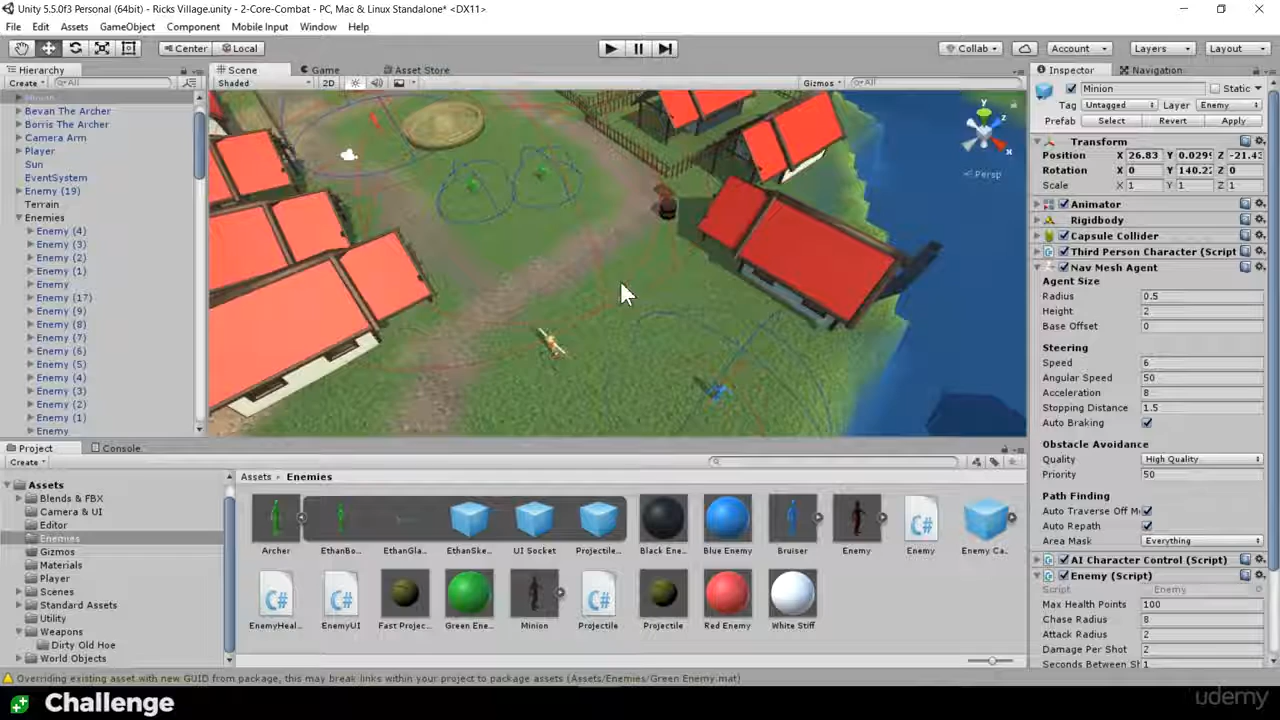 Unity 5.5.0f3 Personal (64bit) - Ricks Village.unity - 2-Core-Combat - PC, Mac & Linux Standalone* <DX11>
File Edit Assets GameObject Component Mobile Input Window Help
Center Local Collab Account Layers Layout
Hierarchy Scene Game Asset Store Inspector Navigation
Create All Shaded 2D Gizmos All Minion Static
Tag Untagged Layer Enemy
Prefab Select Revert Apply
Minion
Bevan The Archer
Borris The Archer
Camera Arm
Player
Sun
EventSystem
Enemy (19)
Terrain
Enemies
Enemy (4)
Enemy (3)
Enemy (2)
Enemy (1)
Enemy
Enemy (17)
Enemy (9)
Enemy (8)
Enemy (7)
Enemy (6)
Enemy (5)
Enemy (4)
Enemy (3)
Enemy (2)
Enemy (1)
Enemy
y
z
x
Persp
Transform
Position X 26.83 Y 0.029 Z -21.4
Rotation X 0 Y 140.2 Z 0
Scale X 1 Y 1 Z 1
Animator
Rigidbody
Capsule Collider
Third Person Character (Script
Nav Mesh Agent
Agent Size
Radius 0.5
Height 2
Base Offset 0
Steering
Speed 6
Angular Speed 50
Acceleration 8
Stopping Distance 1.5
Auto Braking
Obstacle Avoidance
Quality High Quality
Priority 50
Path Finding
Auto Traverse Off M
Auto Repath
Area Mask Everything
AI Character Control (Script)
Enemy (Script)
Script Enemy
Max Health Points 100
Chase Radius 8
Attack Radius 2
Damage Per Shot 2
Seconds Between S 1
Project Console
Create
Assets
Blends & FBX
Camera & UI
Editor
Enemies
Gizmos
Materials
Player
Scenes
Standard Assets
Utility
Weapons
Dirty Old Hoe
World Objects
Assets Enemies
Archer EthanBo... EthanGla... EthanSke... UI Socket Projectile... Black Ene... Blue Enemy Bruiser Enemy Enemy Enemy Ca...
EnemyHeal... EnemyUI Fast Projec... Green Ene... Minion Projectile Projectile Red Enemy White Stiff
Overriding existing asset with new GUID from package, this may break links within your project to package assets (Assets/Enemies/Green Enemy.mat)
Challenge
udemy